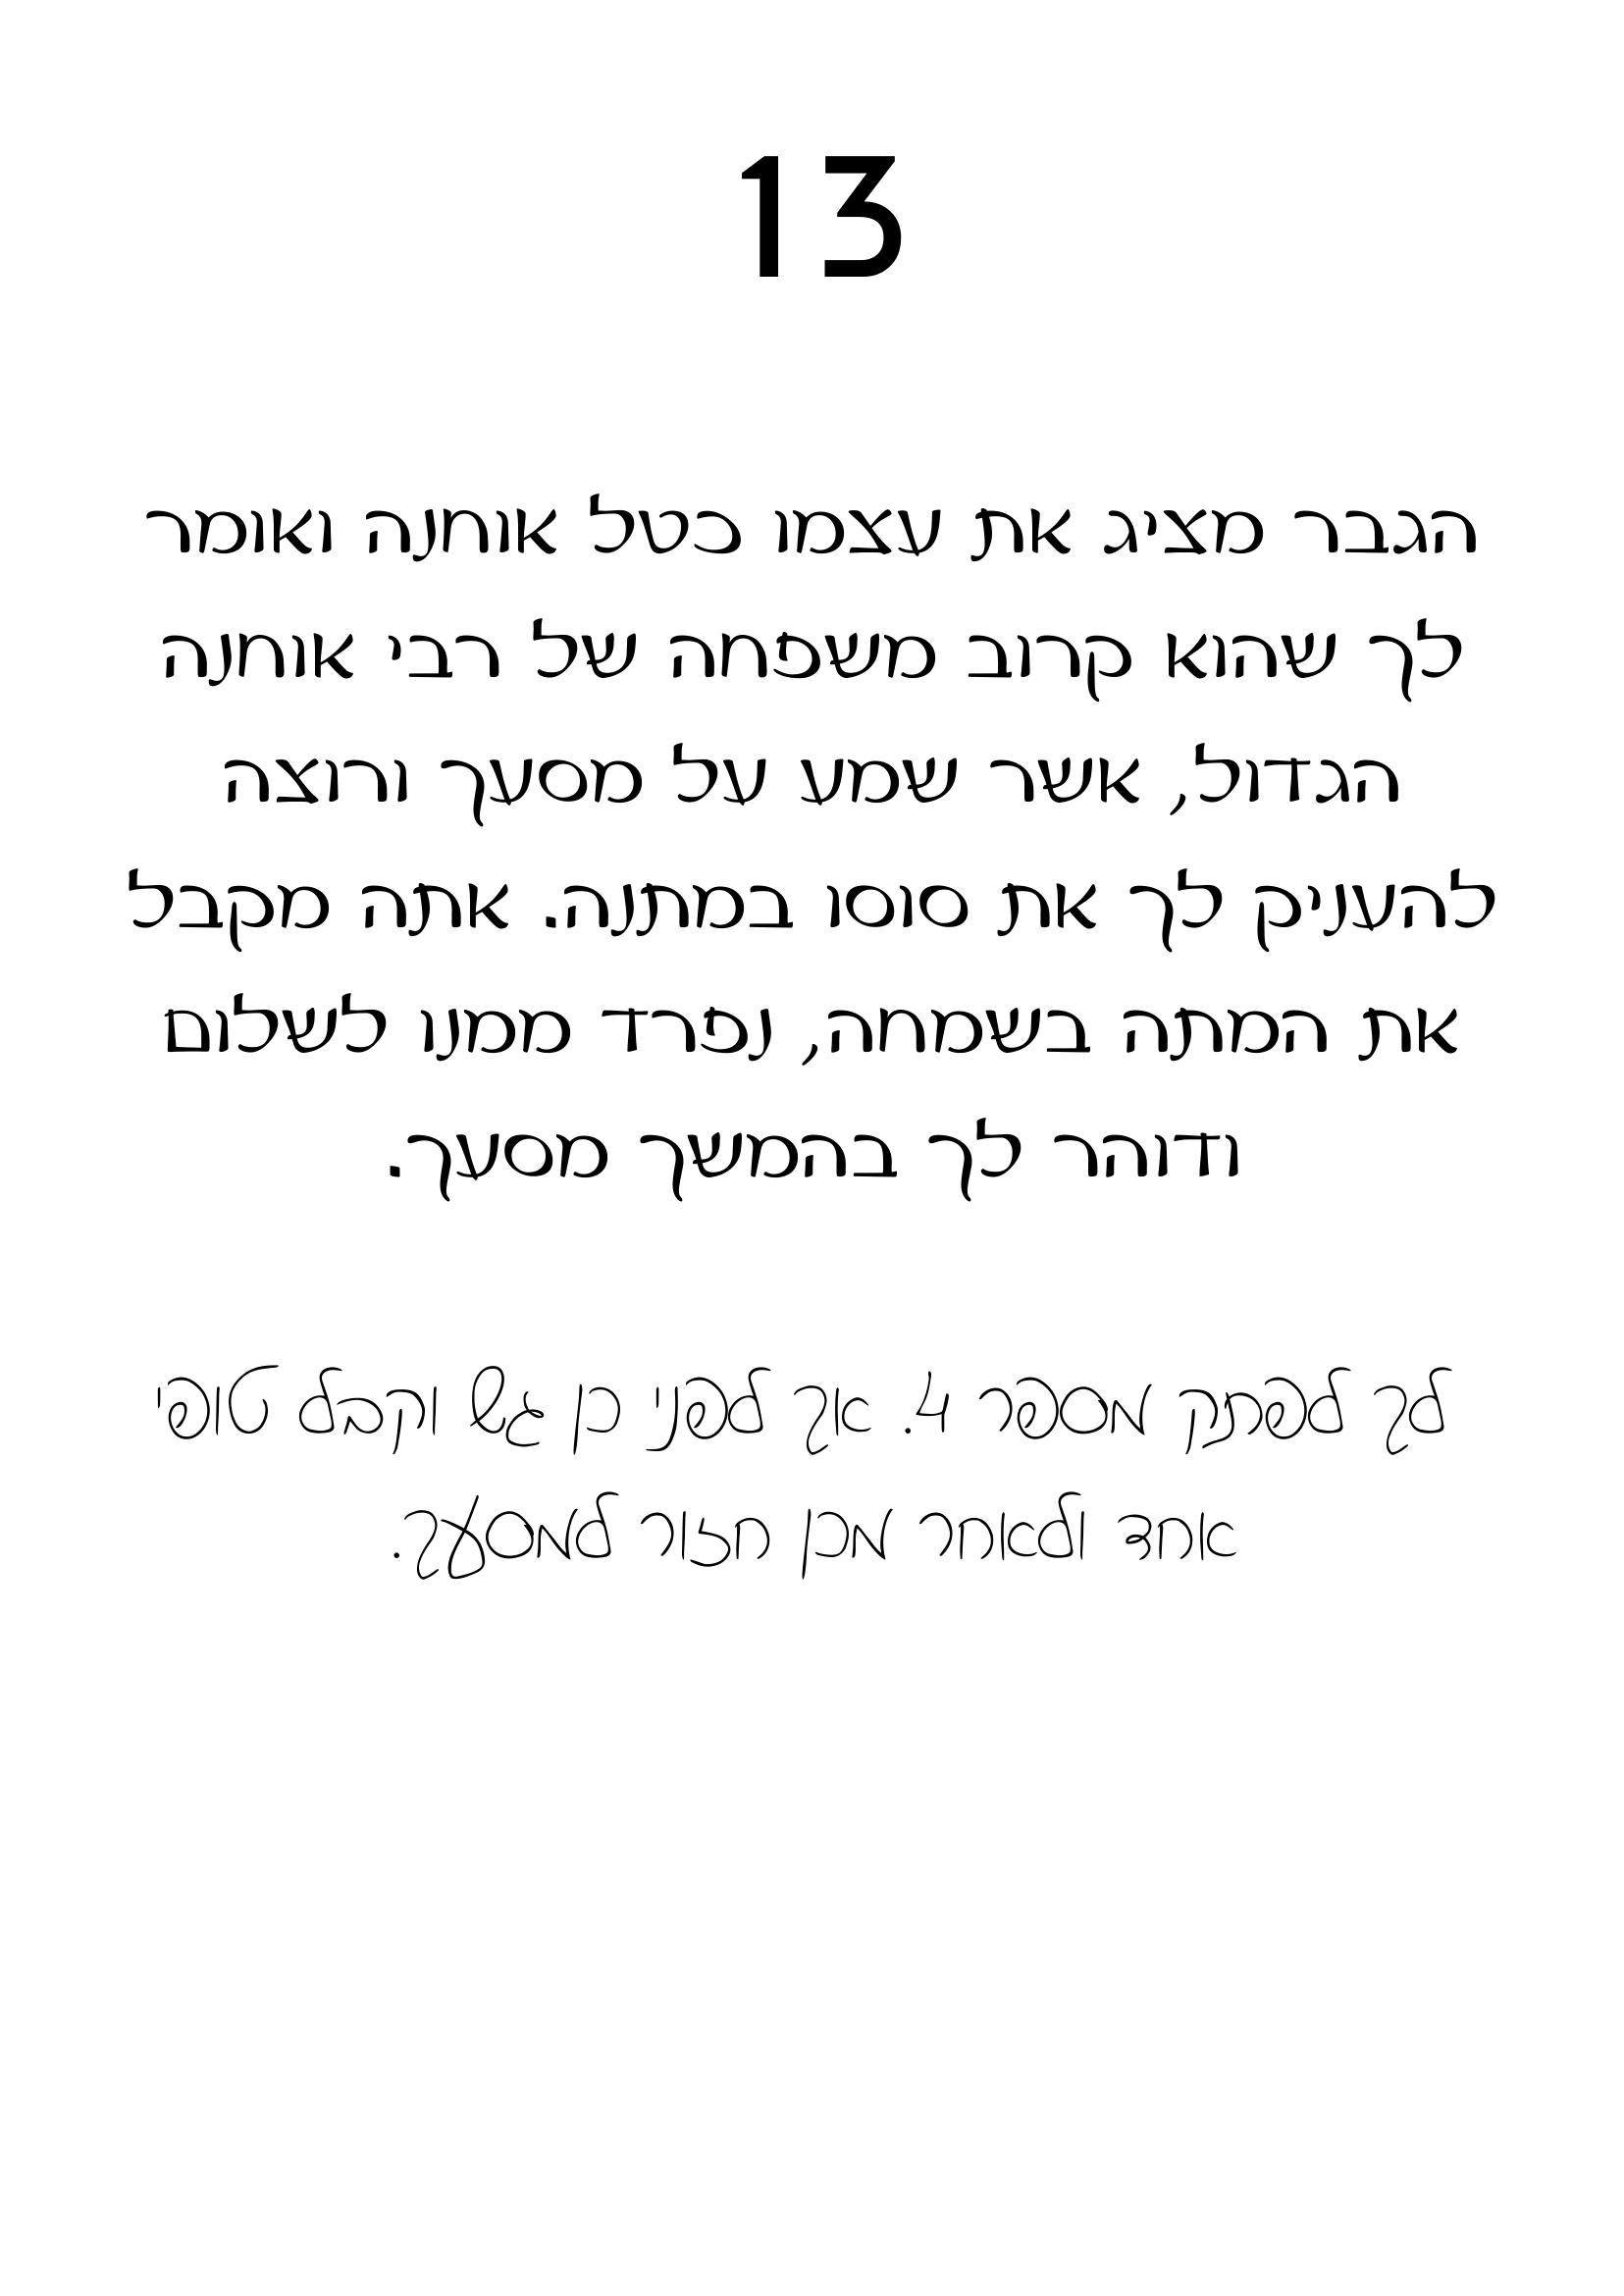 13
הגבר מציג את עצמו כטל אוחנה ואומר
לך שהוא קרוב משפחה של רבי אחנה
הגדול, אשר שמע על מסעך ורוצה
להעניק לך את סוסו במתנה. אתה מקבל
את המתנה בשמחה, נפרד ממנו לשלום
ודוהר לך בהמשך מסעך.
לך לפתק מספר 4. אך לפני כן גש וקבל טופי
אחד ולאחר מכן חזור למסעך.